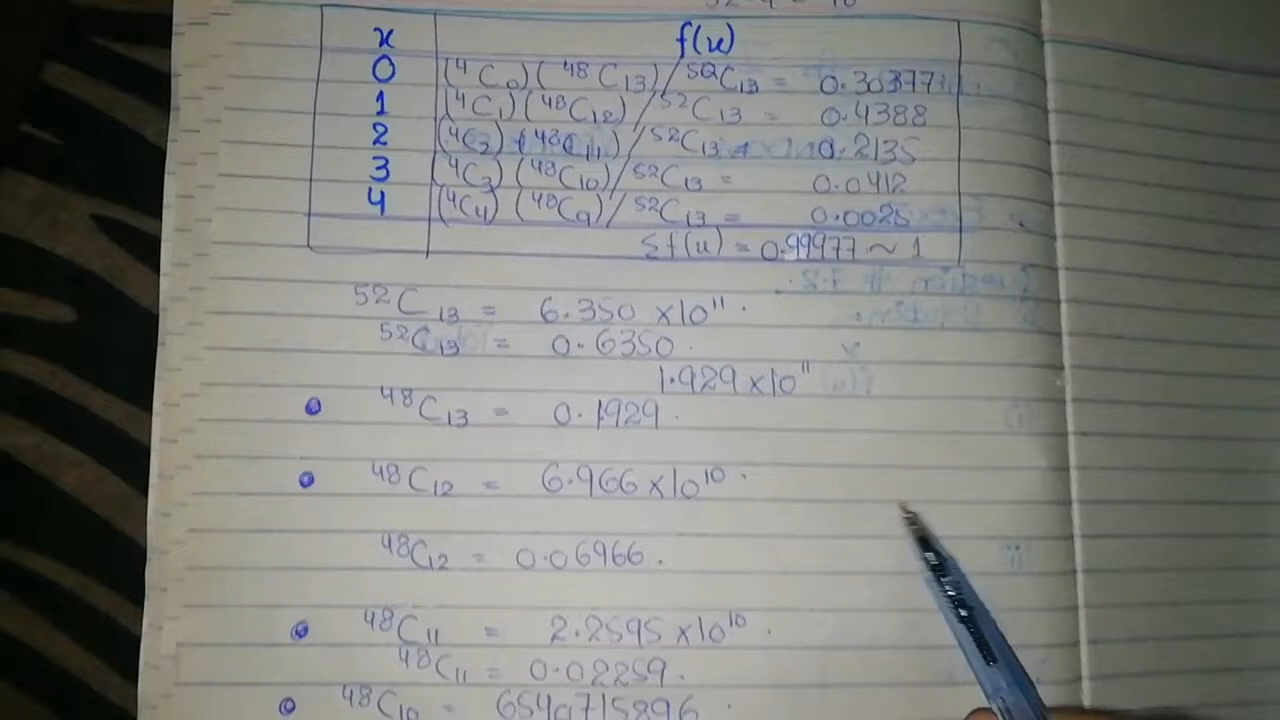 x f(x)
0 (⁴C₀)(⁴⁸C₁₃)/⁵²C₁₃ = 0.30377
1 (⁴C₁)(⁴⁸C₁₂)/⁵²C₁₃ = 0.4388
2 (⁴C₂)(⁴⁸C₁₁)/⁵²C₁₃ = 0.2135
3 (⁴C₃)(⁴⁸C₁₀)/⁵²C₁₃ = 0.0412
4 (⁴C₄)(⁴⁸C₉)/⁵²C₁₃ = 0.0025
Σf(x) = 0.99977 ~ 1
⁵²C₁₃ = 6.350 x10¹¹.
⁵²C₁₃ = 0.6350.
1.929 x10¹¹
• ⁴⁸C₁₃ = 0.1929.
• ⁴⁸C₁₂ = 6.966 x10¹⁰.
⁴⁸C₁₂ = 0.06966.
• ⁴⁸C₁₁ = 2.2595 x10¹⁰.
⁴⁸C₁₁ = 0.02259.
• ⁴⁸C₁₀ = 6540715896.